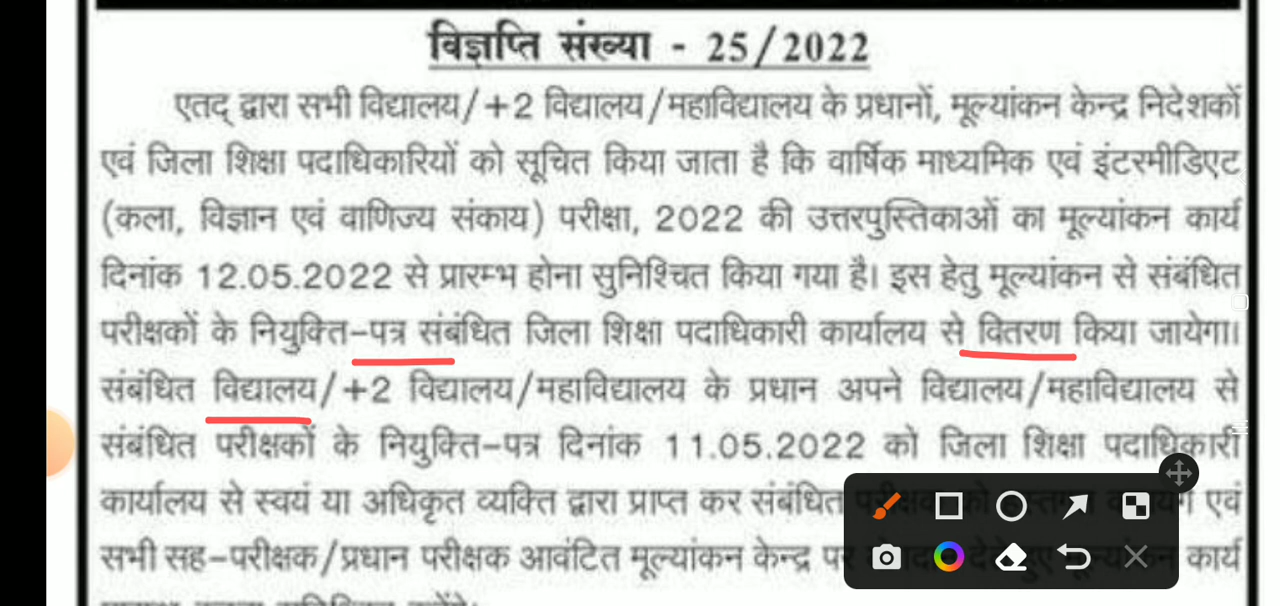 विज्ञप्ति संख्या - 25/2022
एतद् द्वारा सभी विद्यालय/+2 विद्यालय/महाविद्यालय के प्रधानों, मूल्यांकन केन्द्र निदेशकों
एवं जिला शिक्षा पदाधिकारियों को सूचित किया जाता है कि वार्षिक माध्यमिक एवं इंटरमीडिएट
(कला, विज्ञान एवं वाणिज्य संकाय) परीक्षा, 2022 की उत्तरपुस्तिकाओं का मूल्यांकन कार्य
दिनांक 12.05.2022 से प्रारम्भ होना सुनिश्चित किया गया है। इस हेतु मूल्यांकन से संबंधित
परीक्षकों के नियुक्ति-पत्र संबंधित जिला शिक्षा पदाधिकारी कार्यालय से वितरण किया जायेगा।
संबंधित विद्यालय/+2 विद्यालय/महाविद्यालय के प्रधान अपने विद्यालय/महाविद्यालय से
संबंधित परीक्षकों के नियुक्ति-पत्र दिनांक 11.05.2022 को जिला शिक्षा पदाधिकारी
कार्यालय से स्वयं या अधिकृत व्यक्ति द्वारा प्राप्त कर संबंधित परीक्षकों को एवं
सभी सह-परीक्षक/प्रधान परीक्षक आवंटित मूल्यांकन केन्द्र पर मूल्यांकन कार्य